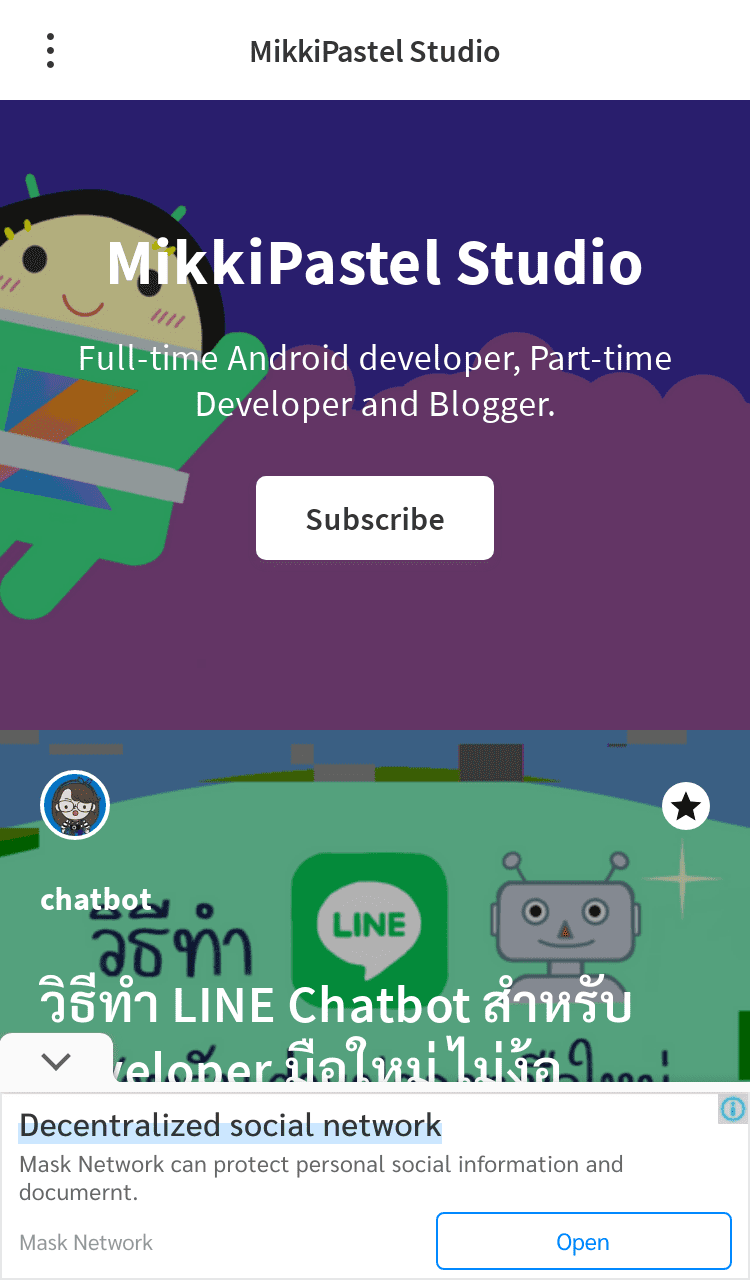 MikkiPastel Studio
MikkiPastel Studio
Full-time Android developer, Part-time
Developer and Blogger.
Subscribe
chatbot
วิธีทำ
LINE
วิธีทำ LINE Chatbot สำหรับ
veloper มือใหม่ ไม่ง้อ
Decentralized social network
Mask Network can protect personal social information and
documernt.
Mask Network
Open